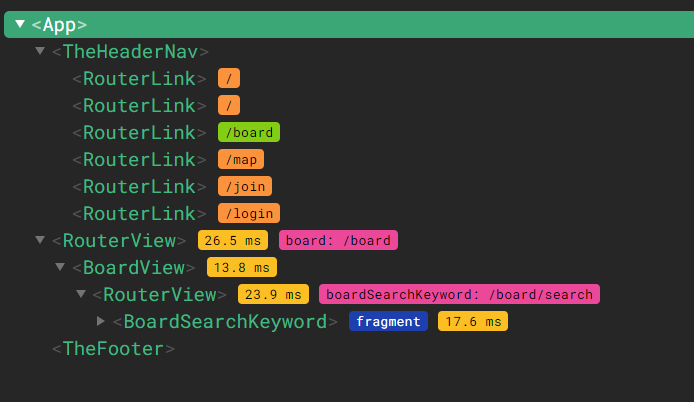 <App>
<TheHeaderNav>
<RouterLink> /
<RouterLink> /
<RouterLink> /board
<RouterLink> /map
<RouterLink> /join
<RouterLink> /login
<RouterView> 26.5 ms board: /board
<BoardView> 13.8 ms
<RouterView> 23.9 ms boardSearchKeyword: /board/search
<BoardSearchKeyword> fragment 17.6 ms
<TheFooter>